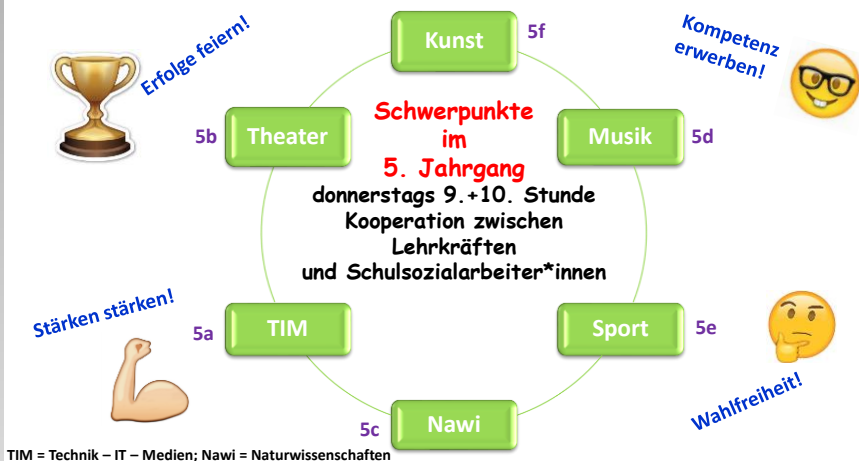 Kunst
5f
Erfolge feiern!
Kompetenz
erwerben!
5b
Theater
Schwerpunkte
im
5. Jahrgang
Musik
5d
donnerstags 9.+10. Stunde
Kooperation zwischen
Lehrkräften
und Schulsozialarbeiter*innen
Stärken stärken!
5a
TIM
Sport
5e
Wahlfreiheit!
5c
Nawi
TIM = Technik – IT – Medien; Nawi = Naturwissenschaften